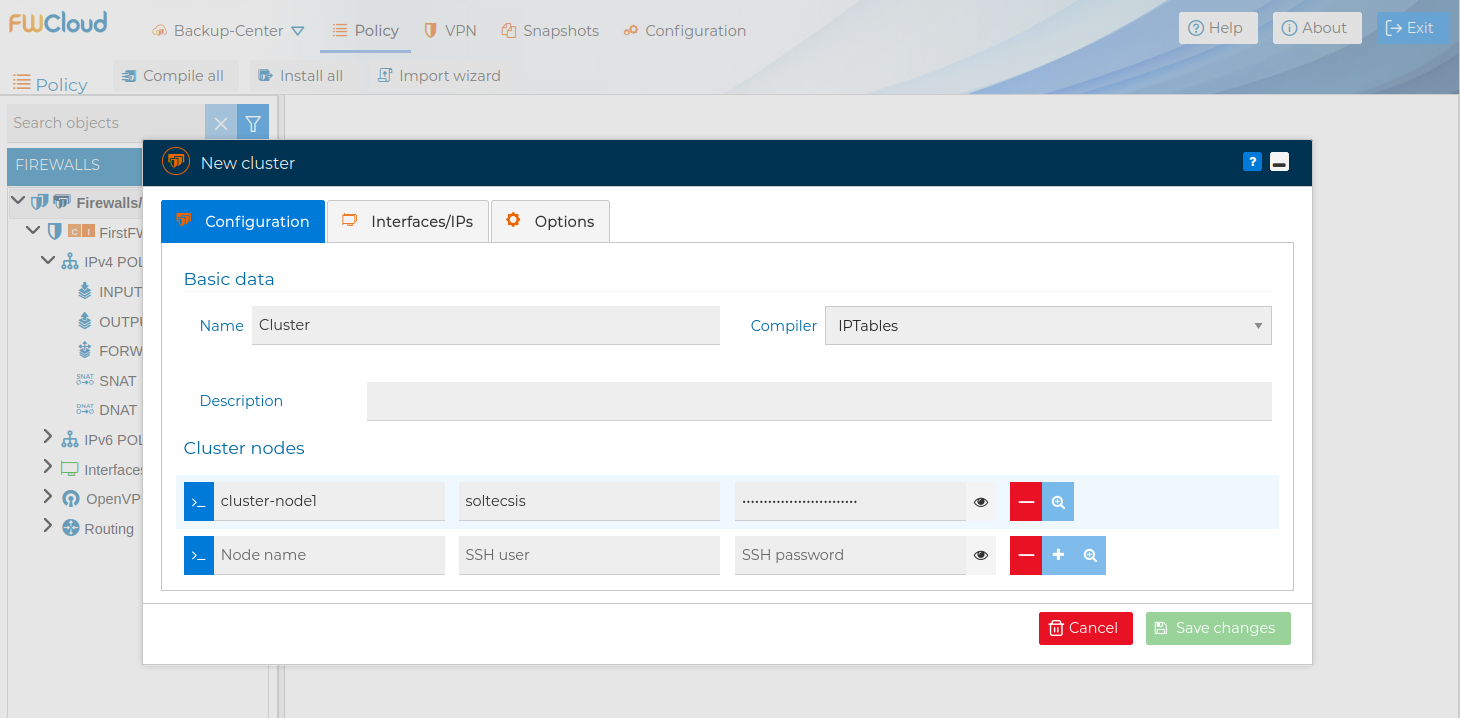 FWCloud
Backup-Center
Policy
VPN
Snapshots
Configuration
Help
About
Exit
Policy
Compile all
Install all
Import wizard
Search objects
FIREWALLS
Firewalls/
FirstFW
C I
IPv4 POL
INPUT
OUTPU
FORW
SNAT SNAT
DNAT DNAT
IPv6 POL
Interfaces
OpenVP
Routing
New cluster
?
Configuration
Interfaces/IPs
Options
Basic data
Name
Cluster
Compiler
IPTables
Description
Cluster nodes
>_ cluster-node1
soltecsis
•••••••••••••••••••••••••••
>_ Node name
SSH user
SSH password
Cancel
Save changes